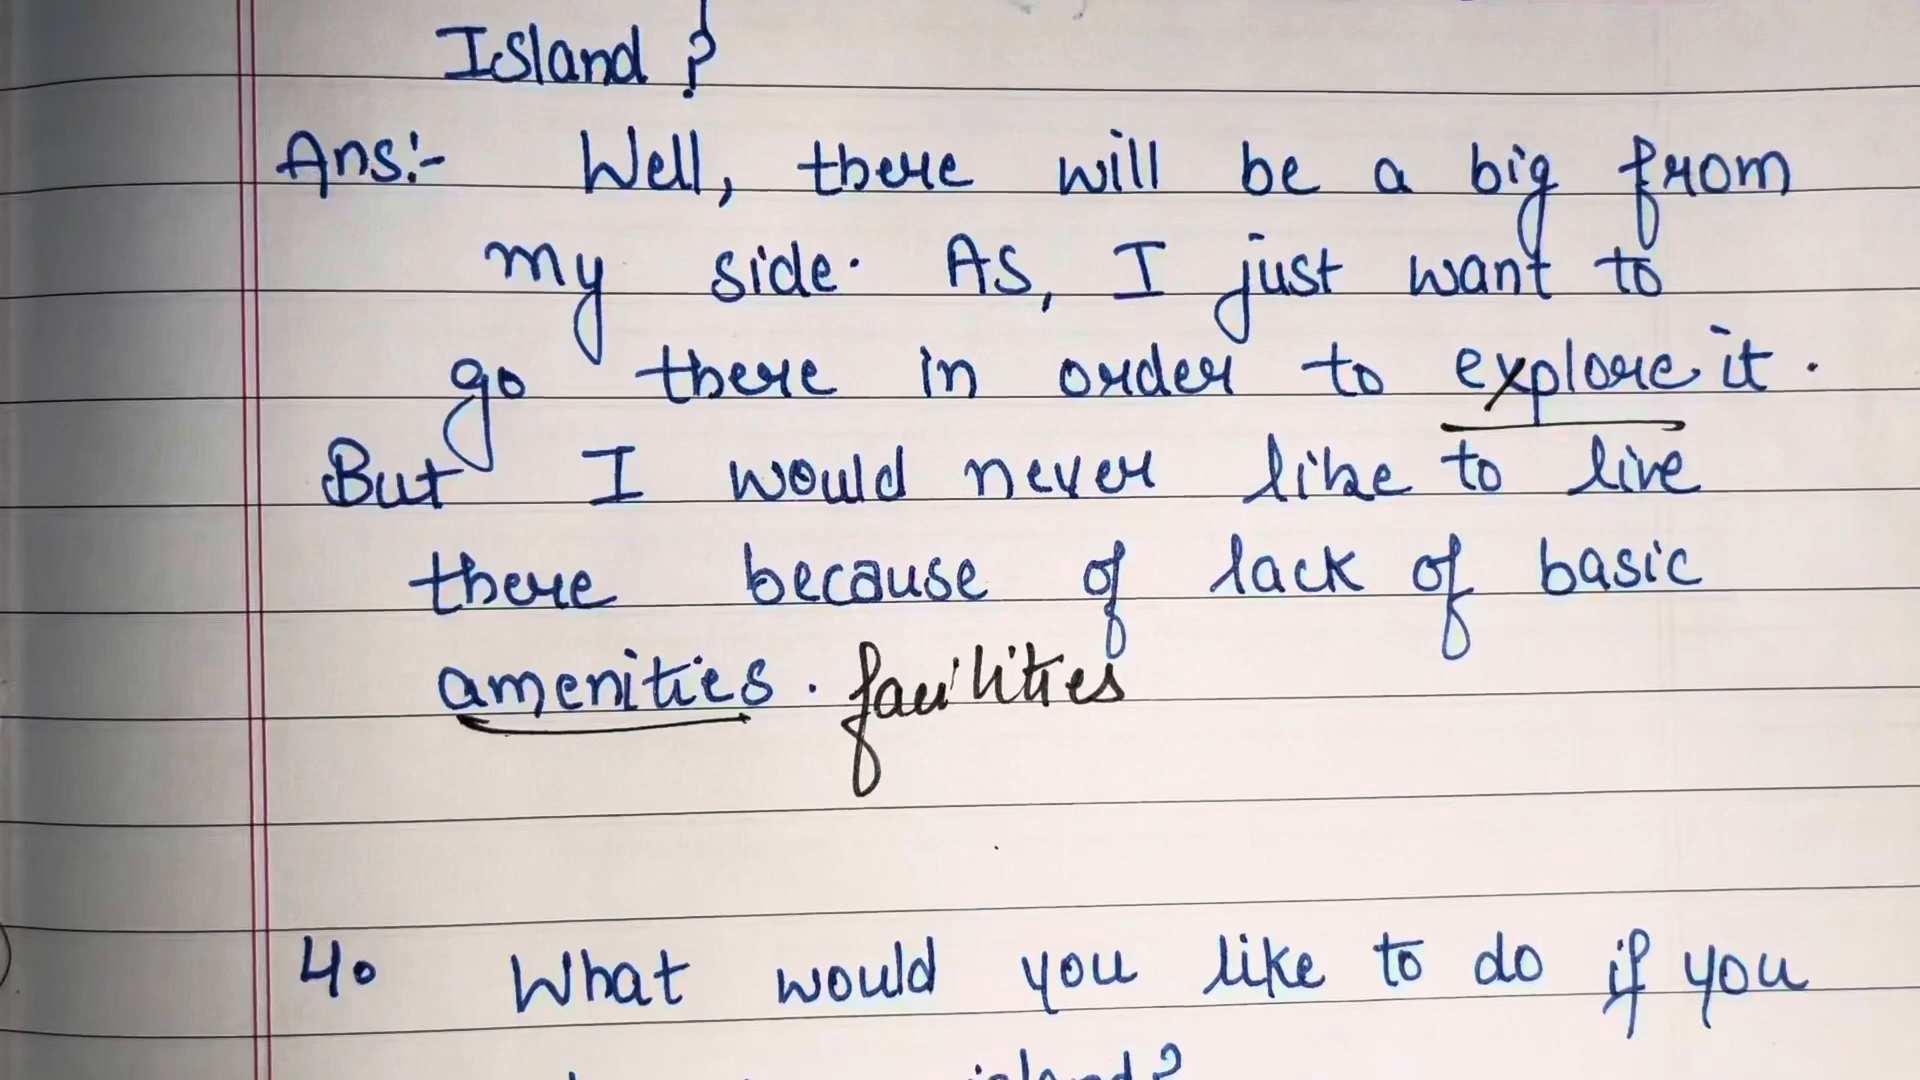 Island ?
Ans:- Well, there will be a big from
my side. As, I just want to
go there in order to explore it.
But I would never like to live
there because of lack of basic
amenities. facilities
4. What would you like to do if you
island?